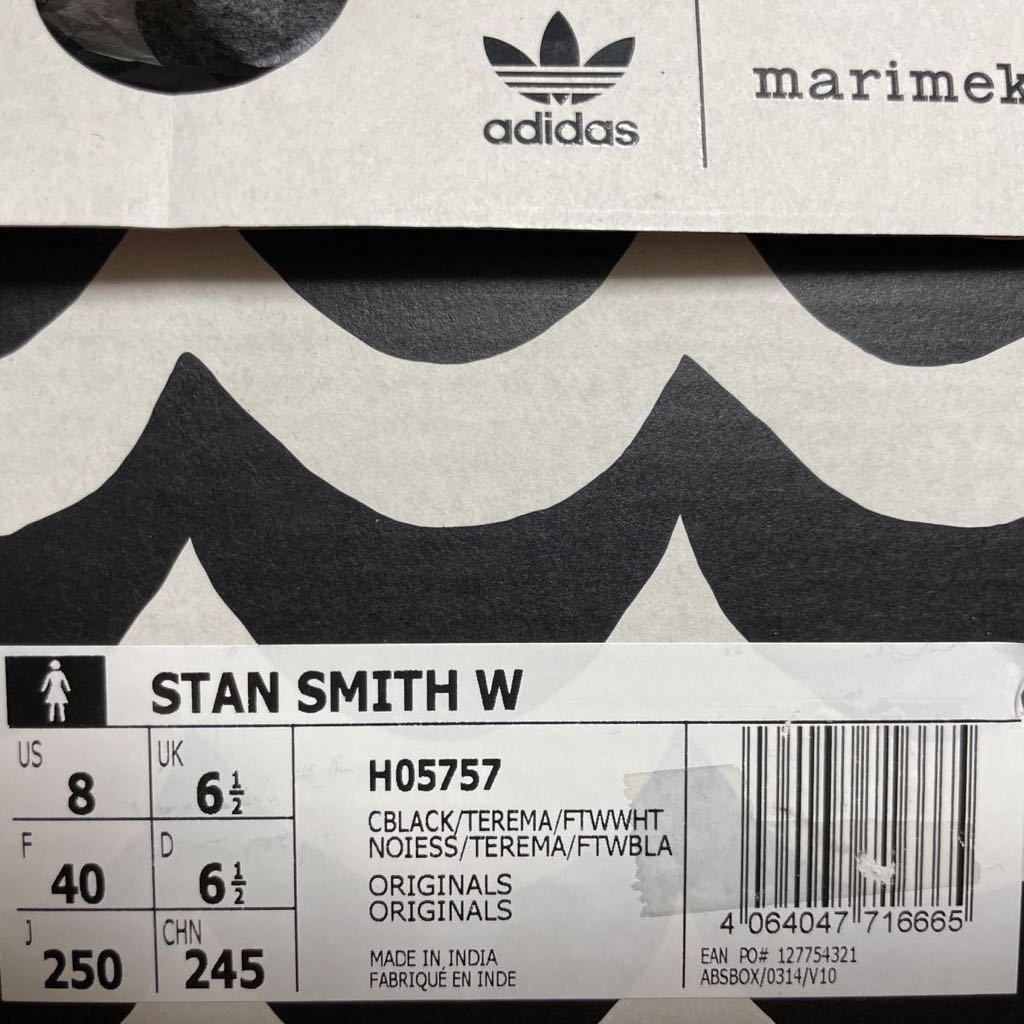 adidas
marimek
STAN SMITH W
US
8
UK
6 1/2
F
40
D
6 1/2
J
250
CHN
245
H05757
CBLACK/TEREMA/FTWWHT
NOIESS/TEREMA/FTWBLA
ORIGINALS
ORIGINALS
MADE IN INDIA
FABRIQUÉ EN INDE
4 064047 716665
EAN PO# 127754321
ABSBOX/0314/V10